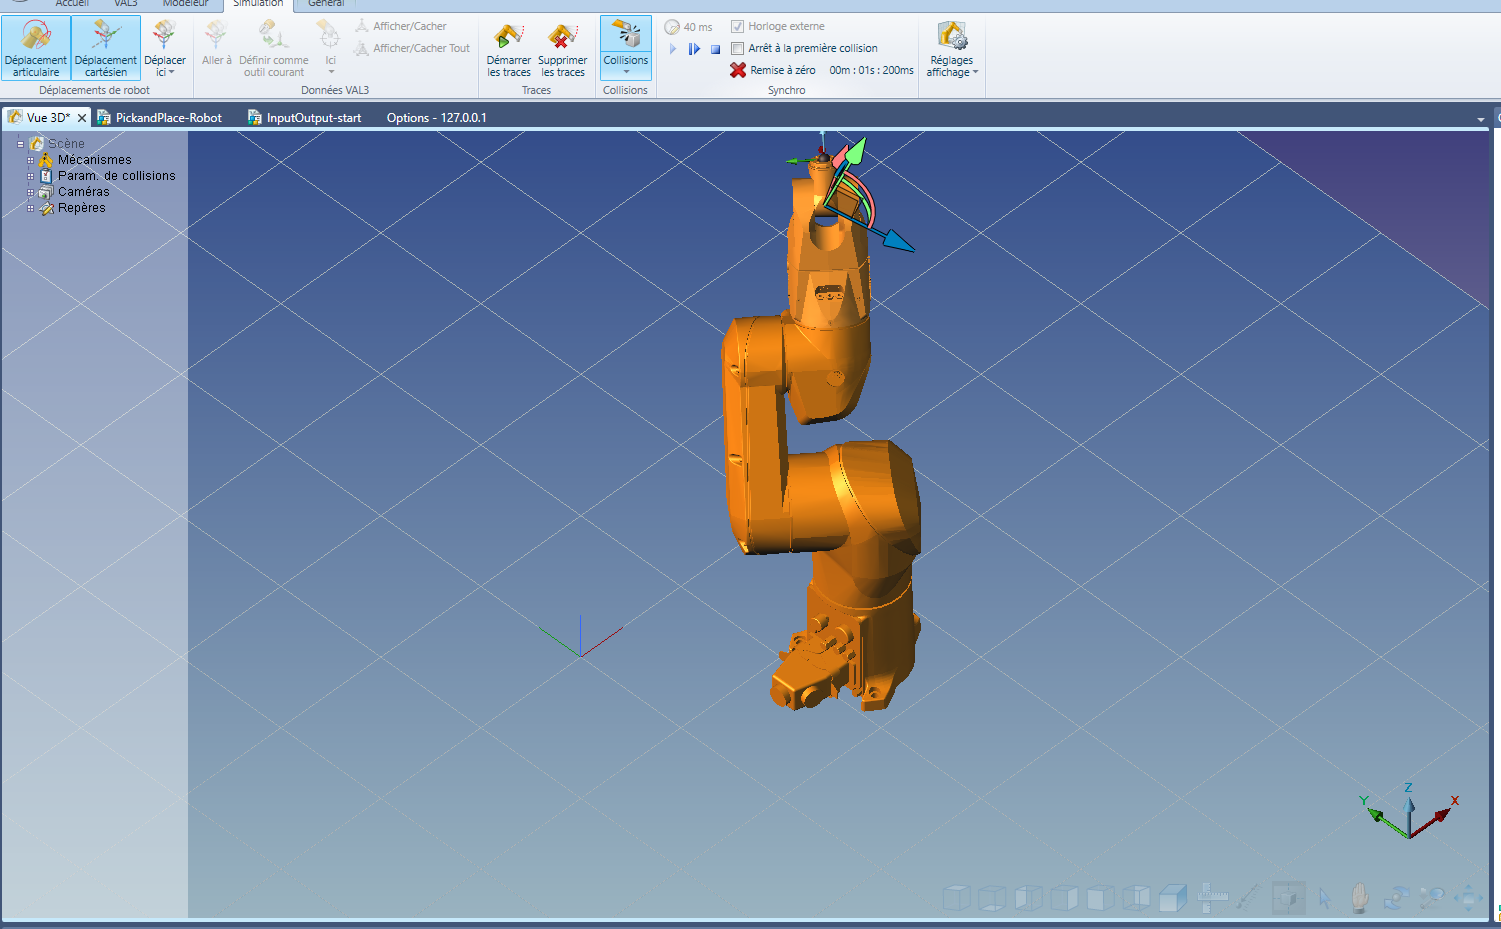 Accueil VAL3 Modeleur Simulation Général
Déplacement articulaire
Déplacement cartésien
Déplacer ici
Déplacements de robot
Aller à
Définir comme outil courant
Ici
Afficher/Cacher
Afficher/Cacher Tout
Données VAL3
Démarrer les traces
Supprimer les traces
Traces
Collisions
Collisions
40 ms
Horloge externe
Arrêt à la première collision
Remise à zéro 00m : 01s : 200ms
Synchro
Réglages affichage
Vue 3D* PickandPlace-Robot InputOutput-start Options - 127.0.0.1
Scène
Mécanismes
Param. de collisions
Caméras
Repères
Z
Y X